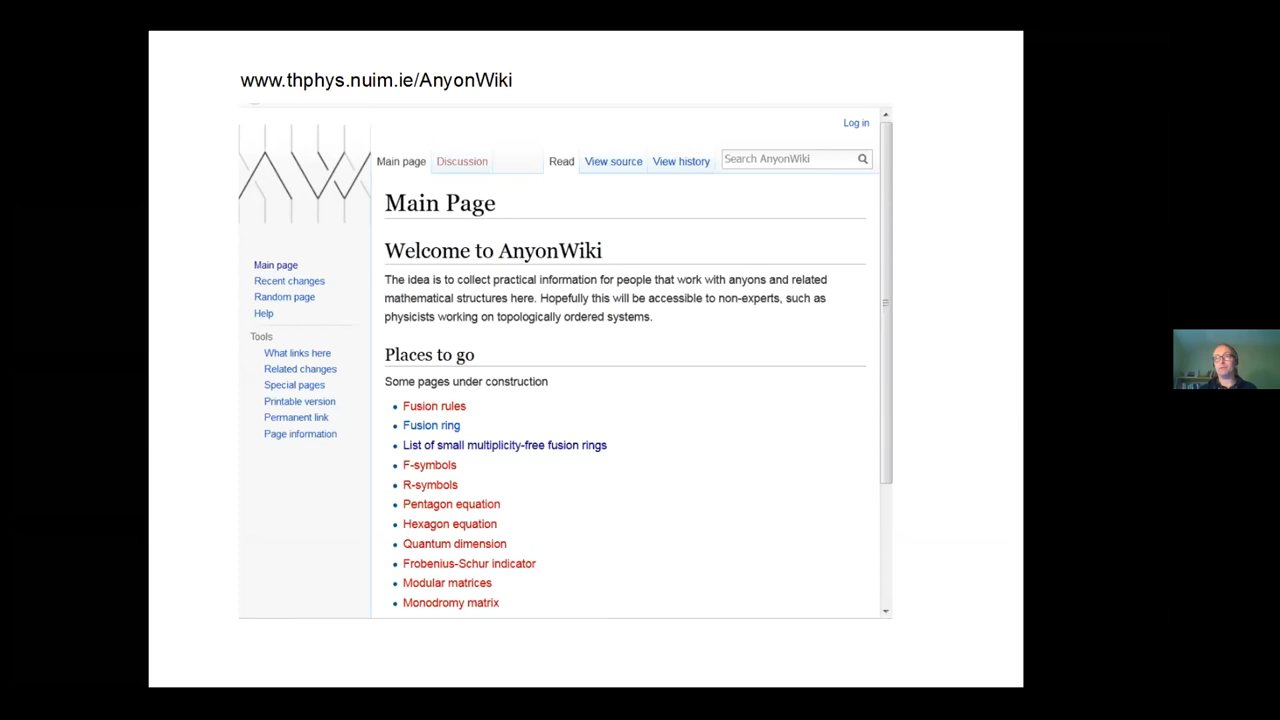 www.thphys.nuim.ie/AnyonWiki
Log in
Main page Discussion Read View source View history Search AnyonWiki
Main Page
Welcome to AnyonWiki
The idea is to collect practical information for people that work with anyons and related
mathematical structures here. Hopefully this will be accessible to non-experts, such as
physicists working on topologically ordered systems.
Main page
Recent changes
Random page
Help
Tools
What links here
Related changes
Special pages
Printable version
Permanent link
Page information
Places to go
Some pages under construction
Fusion rules
Fusion ring
List of small multiplicity-free fusion rings
F-symbols
R-symbols
Pentagon equation
Hexagon equation
Quantum dimension
Frobenius-Schur indicator
Modular matrices
Monodromy matrix